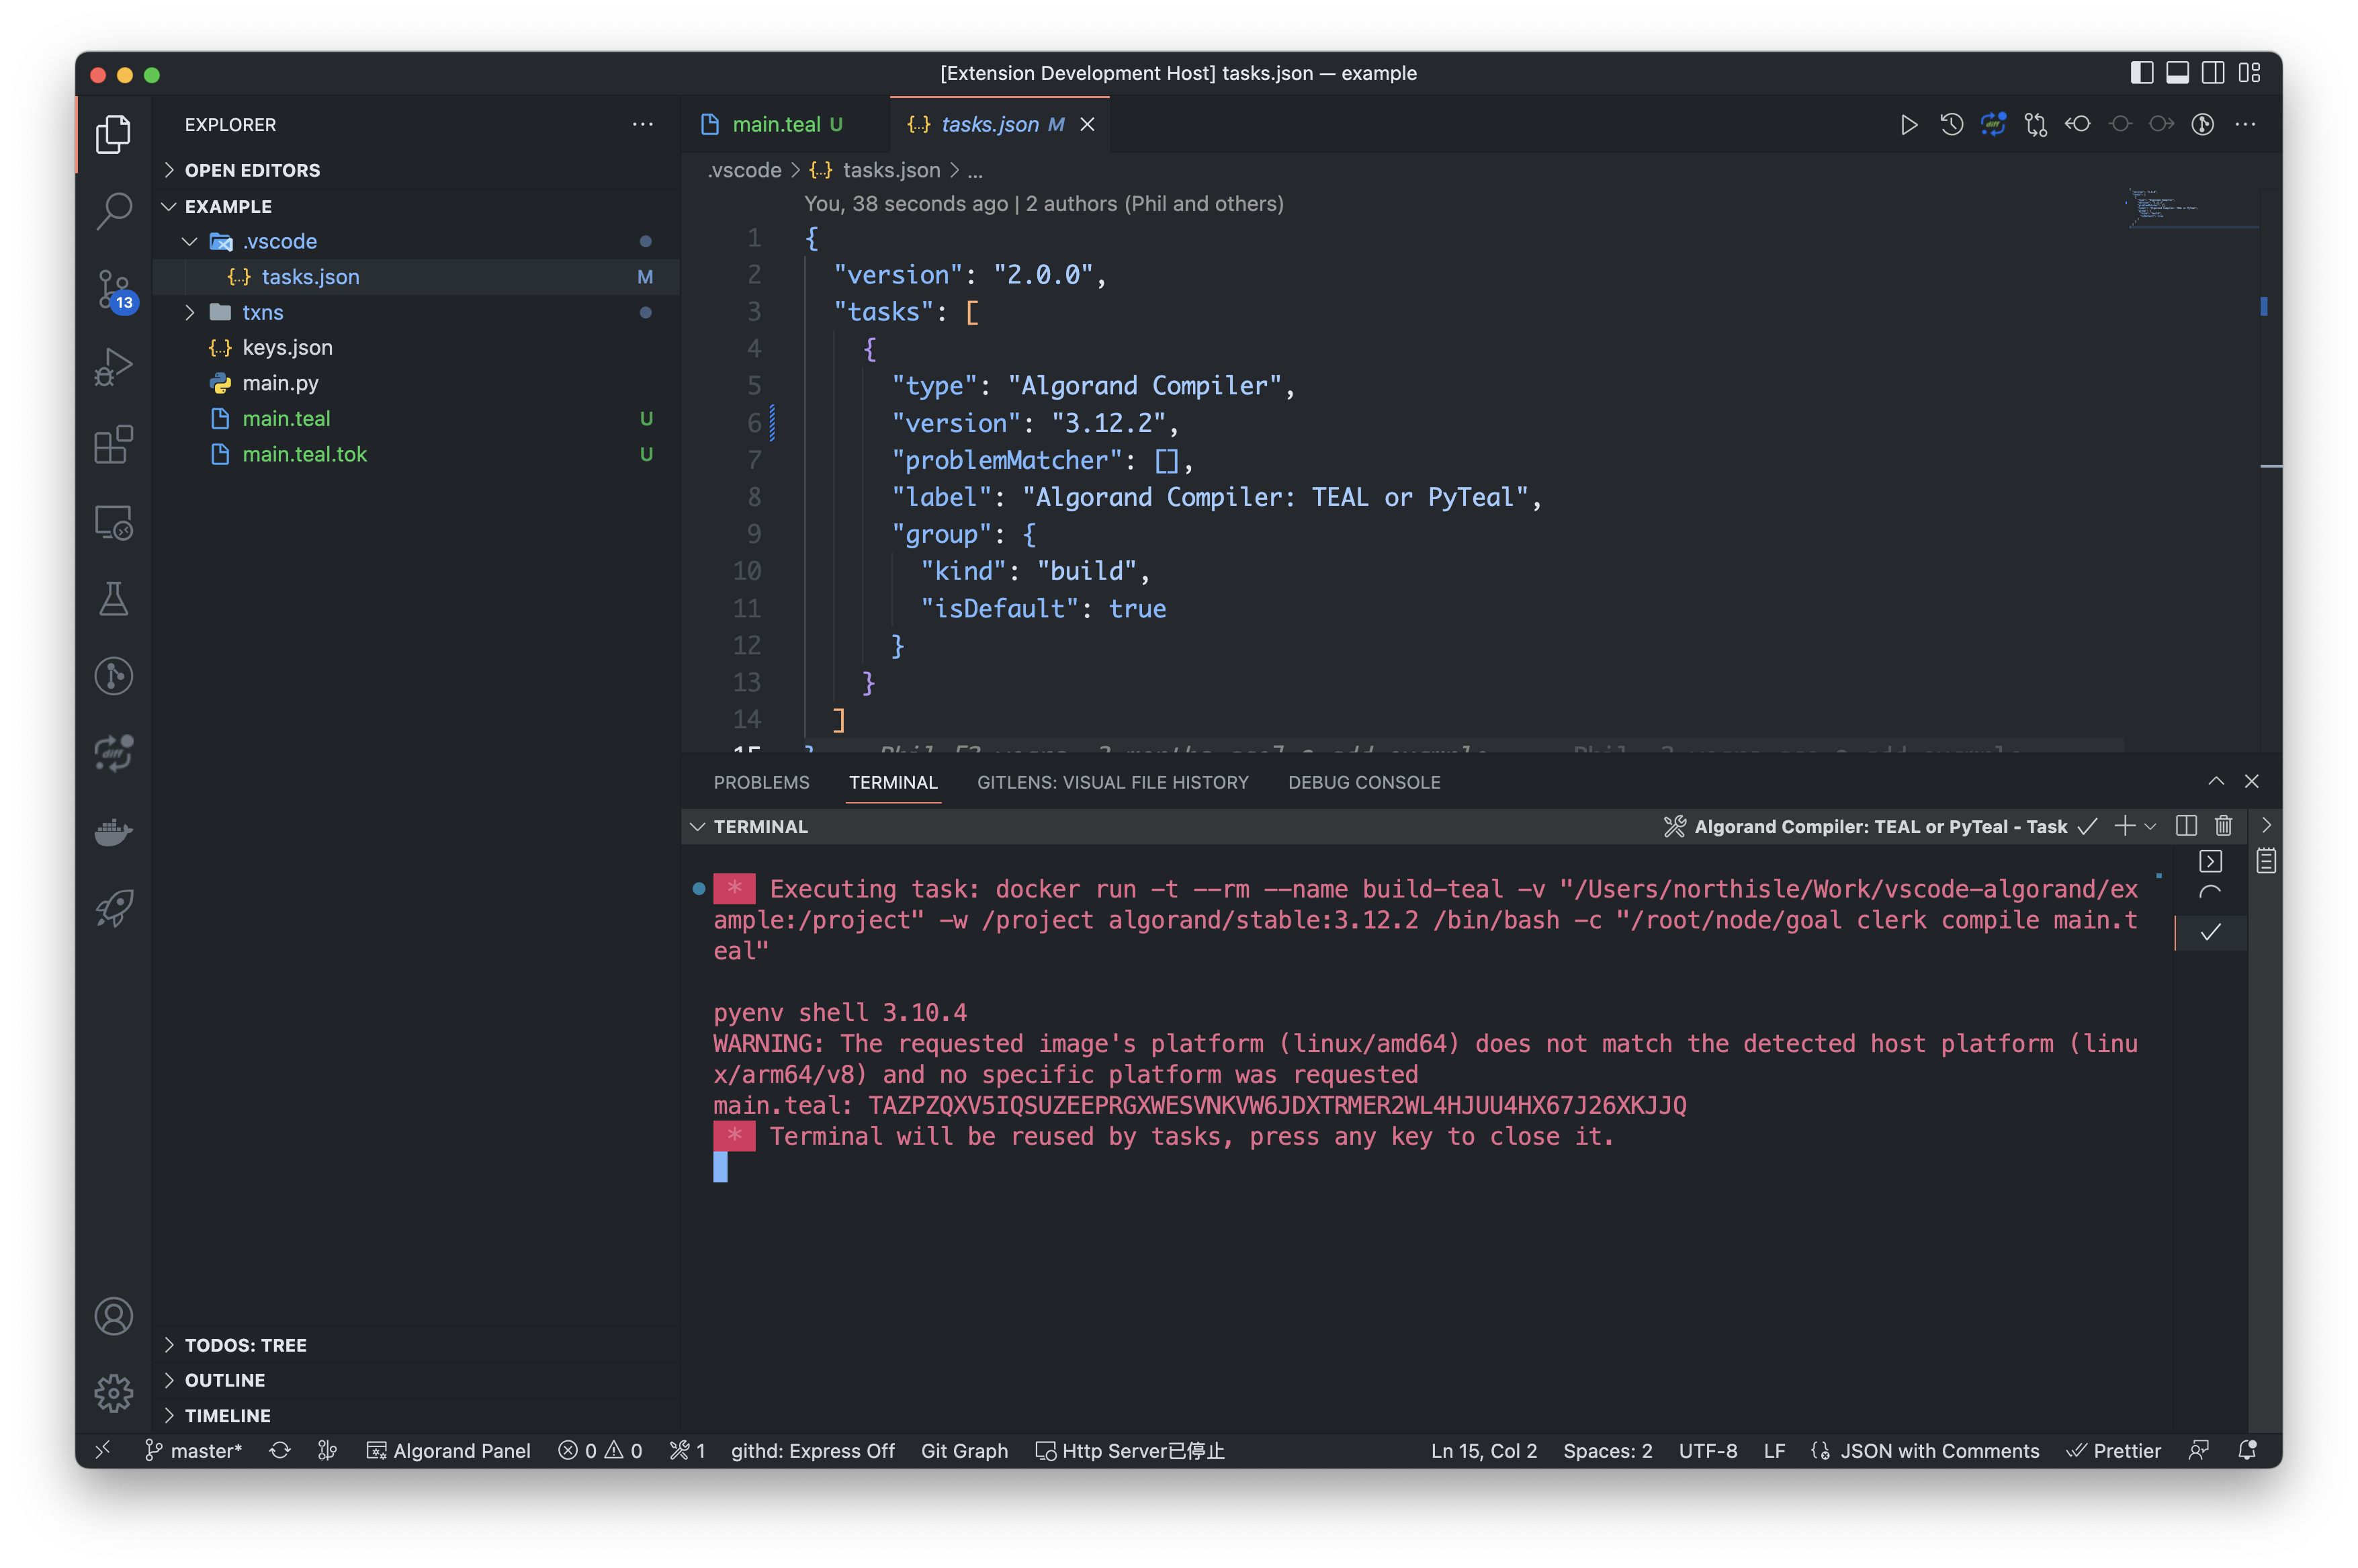 [Extension Development Host] tasks.json — example
EXPLORER
OPEN EDITORS
EXAMPLE
.vscode
tasks.json M
txns
keys.json
main.py
main.teal U
main.teal.tok U
13
TODOS: TREE
OUTLINE
TIMELINE
main.teal U
tasks.json M
.vscode > tasks.json > ...
You, 38 seconds ago | 2 authors (Phil and others)
1 {
2 "version": "2.0.0",
3 "tasks": [
4 {
5 "type": "Algorand Compiler",
6 "version": "3.12.2",
7 "problemMatcher": [],
8 "label": "Algorand Compiler: TEAL or PyTeal",
9 "group": {
10 "kind": "build",
11 "isDefault": true
12 }
13 }
14 ]
15 }
PROBLEMS TERMINAL GITLENS: VISUAL FILE HISTORY DEBUG CONSOLE
TERMINAL
Algorand Compiler: TEAL or PyTeal - Task
* Executing task: docker run -t --rm --name build-teal -v "/Users/northisle/Work/vscode-algorand/ex
ample:/project" -w /project algorand/stable:3.12.2 /bin/bash -c "/root/node/goal clerk compile main.t
eal"
pyenv shell 3.10.4
WARNING: The requested image's platform (linux/amd64) does not match the detected host platform (linu
x/arm64/v8) and no specific platform was requested
main.teal: TAZPZQXV5IQSUZEEPRGXWESVNKVW6JDXTRMER2WL4HJUU4HX67J26XKJJQ
* Terminal will be reused by tasks, press any key to close it.
master* Algorand Panel 0 0 1 githd: Express Off Git Graph Http Server已停止 Ln 15, Col 2 Spaces: 2 UTF-8 LF JSON with Comments Prettier